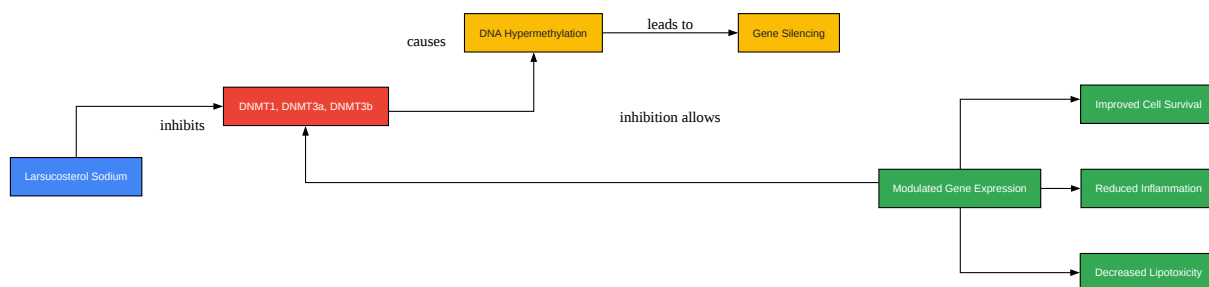 DNA Hypermethylation
leads to
Gene Silencing
causes
DNMT1, DNMT3a, DNMT3b
Improved Cell Survival
inhibits
inhibition allows
Larsucosterol Sodium
Modulated Gene Expression
Reduced Inflammation
Decreased Lipotoxicity